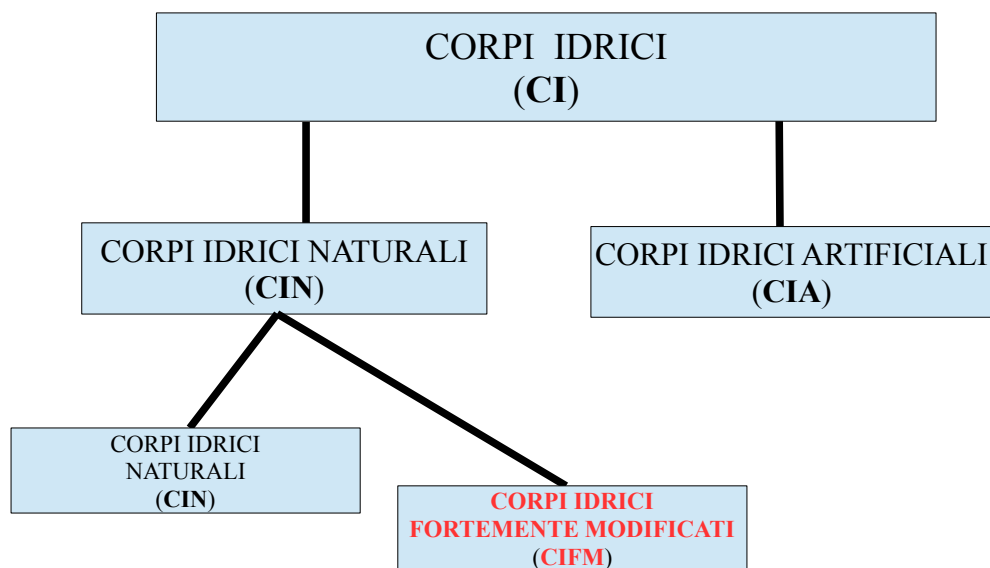 CORPI IDRICI
(CI)
CORPI IDRICI NATURALI
(CIN)
CORPI IDRICI ARTIFICIALI
(CIA)
CORPI IDRICI
NATURALI
(CIN)
CORPI IDRICI
FORTEMENTE MODIFICATI
(CIFM)